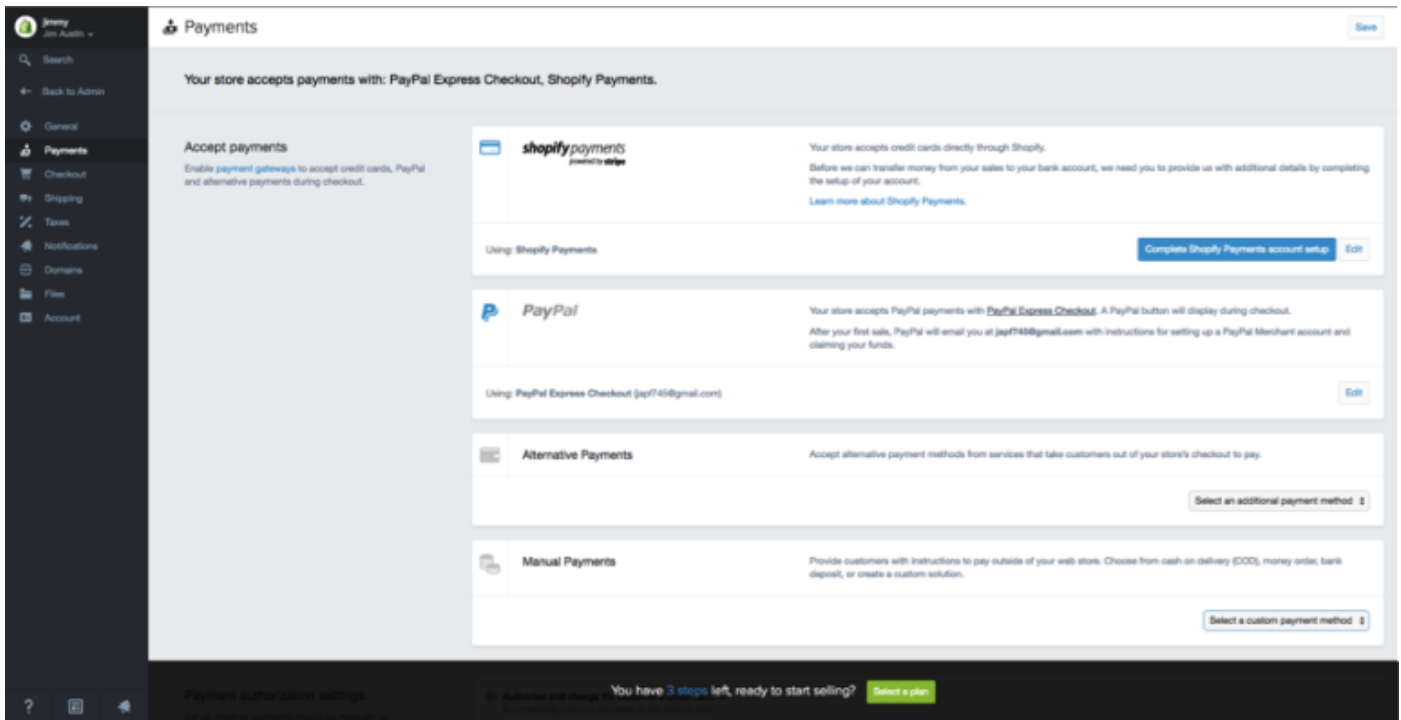 jimmy
Jim Austin
Search
Back to Admin
General
Payments
Checkout
Shipping
Taxes
Notifications
Domains
Files
Account
Payments
Save
Your store accepts payments with: PayPal Express Checkout, Shopify Payments.
Accept payments
Enable payment gateways to accept credit cards, PayPal
and alternative payments during checkout.
shopify payments
powered by stripe
Your store accepts credit cards directly through Shopify.
Before we can transfer money from your sales to your bank account, we need you to provide us with additional details by completing
the setup of your account.
Learn more about Shopify Payments.
Using: Shopify Payments
Complete Shopify Payments account setup
Edit
PayPal
Your store accepts PayPal payments with PayPal Express Checkout. A PayPal button will display during checkout.
After your first sale, PayPal will email you at japf745@gmail.com with instructions for setting up a PayPal Merchant account and
claiming your funds.
Using: PayPal Express Checkout (japf745@gmail.com)
Edit
Alternative Payments
Accept alternative payment methods from services that take customers out of your store's checkout to pay.
Select an additional payment method
Manual Payments
Provide customers with instructions to pay outside of your web store. Choose from cash on delivery (COD), money order, bank
deposit, or create a custom solution.
Select a custom payment method
Payment authorization settings
Authorize and charge
You have 3 steps left, ready to start selling?
Select a plan